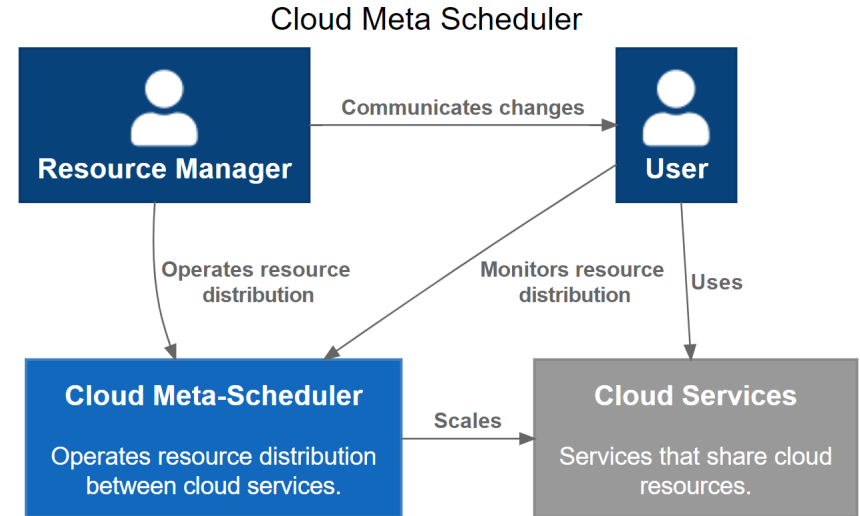 Cloud Meta Scheduler
Communicates changes
Resource Manager
User
Operates resource
distribution
Monitors resource
distribution
Uses
Cloud Meta-Scheduler
Operates resource distribution
between cloud services.
Scales
Cloud Services
Services that share cloud
resources.